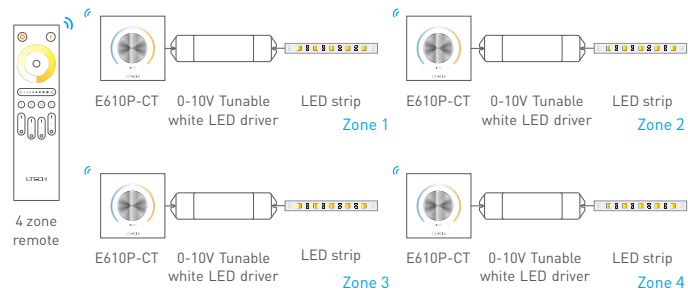 E610P-CT
0-10V Tunable
white LED driver
LED strip
Zone 1
E610P-CT
0-10V Tunable
white LED driver
LED strip
Zone 2
LTECH
4 zone
remote
E610P-CT
0-10V Tunable
white LED driver
LED strip
Zone 3
E610P-CT
0-10V Tunable
white LED driver
LED strip
Zone 4